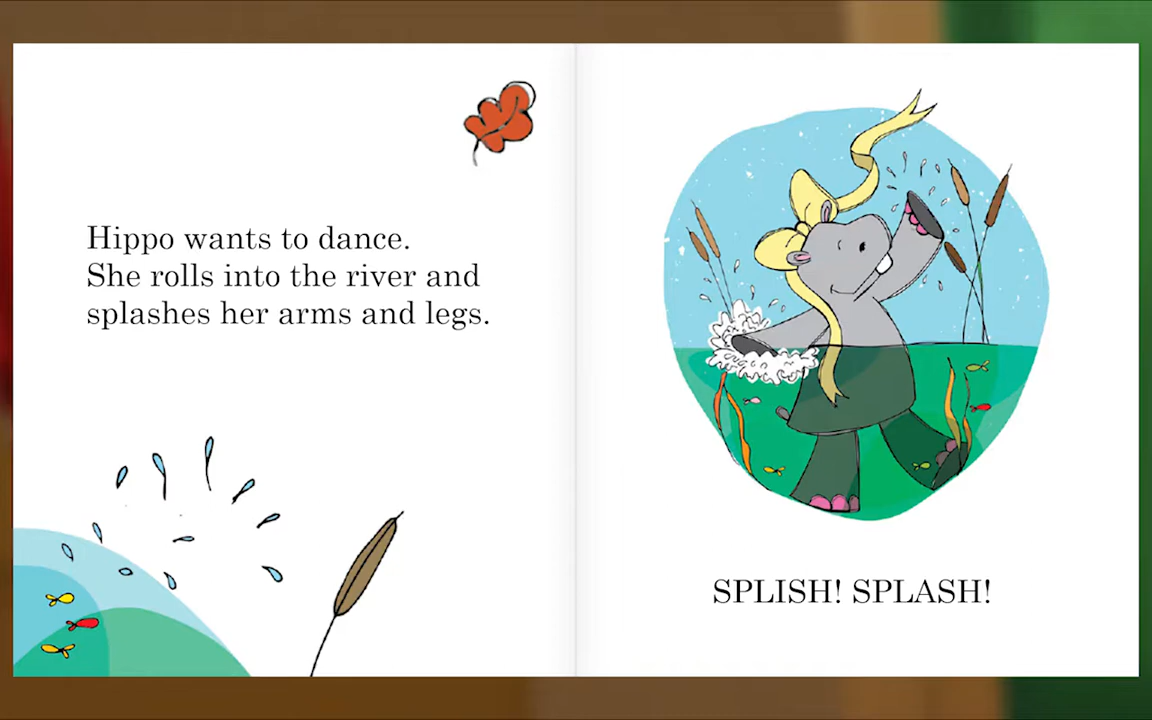 Hippo wants to dance.
She rolls into the river and
splashes her arms and legs.
SPLISH! SPLASH!